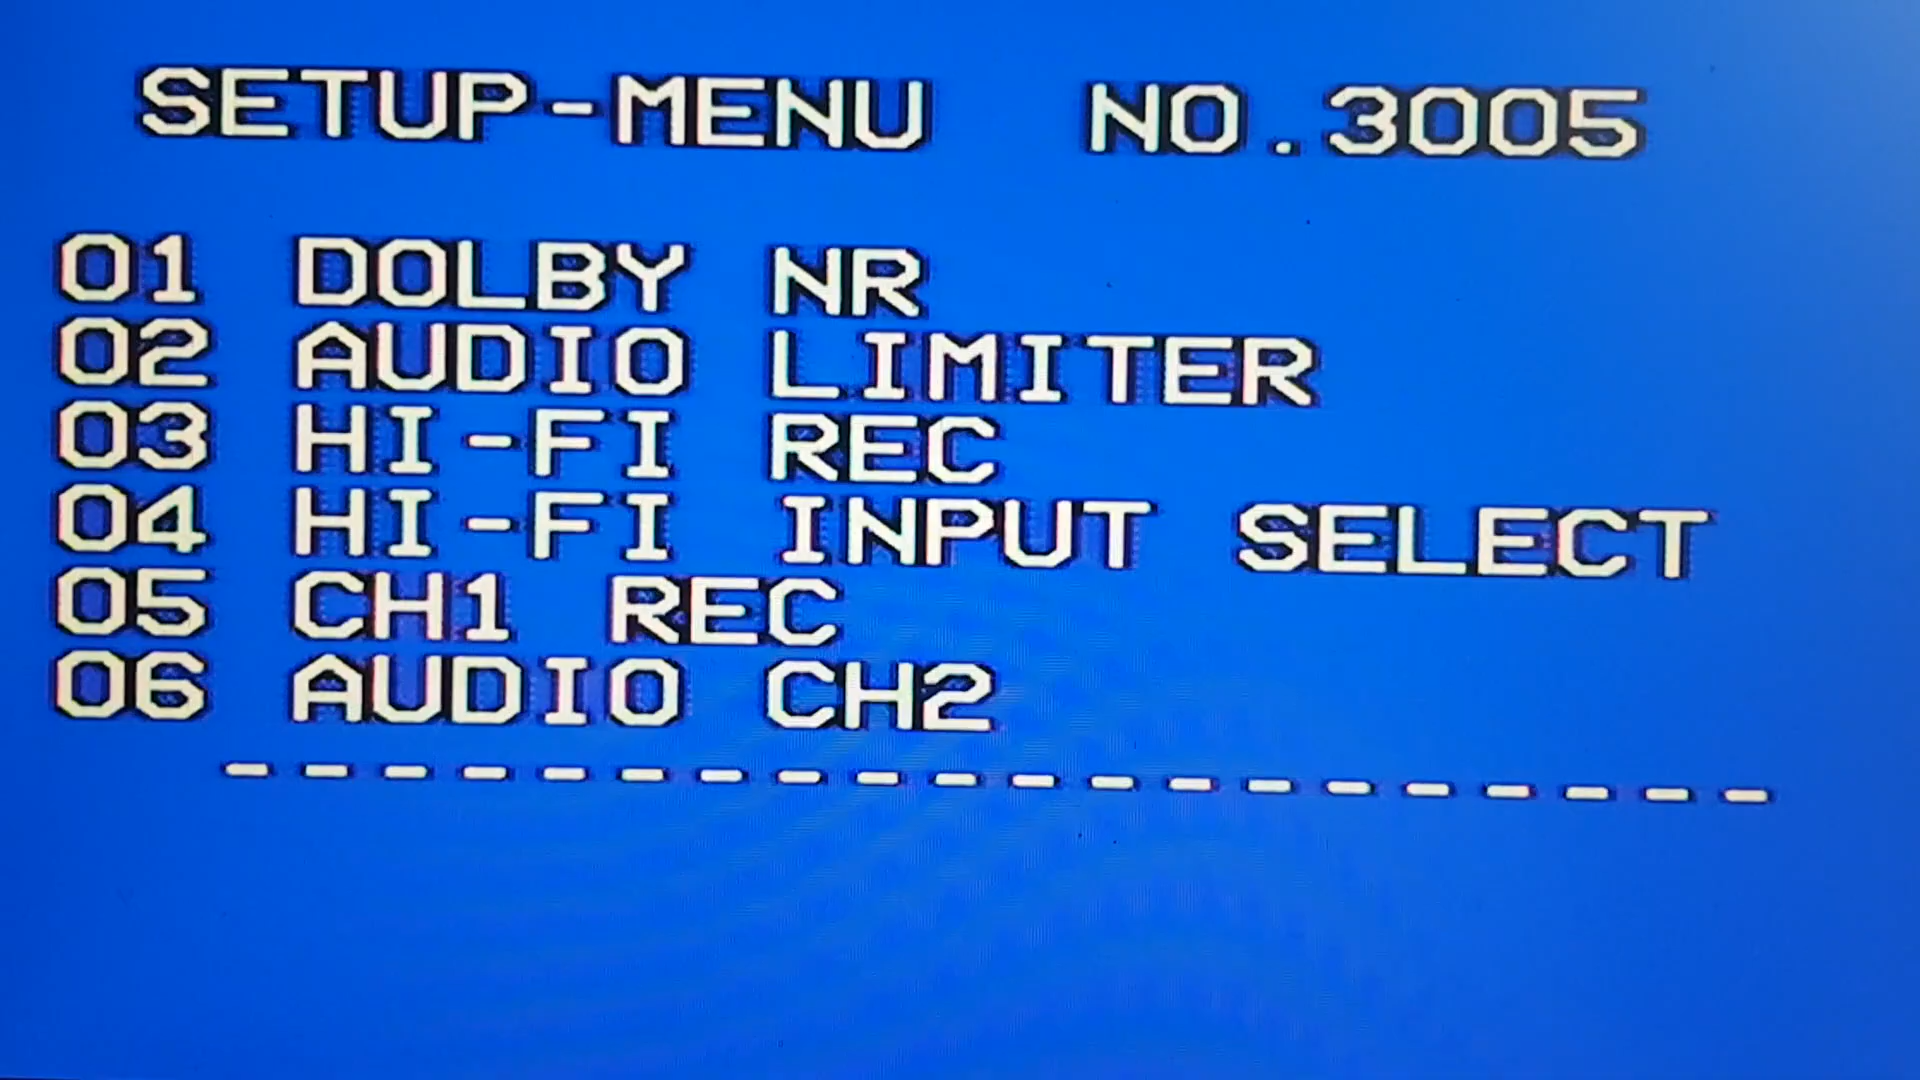 SETUP-MENU NO.3005
01 DOLBY NR
02 AUDIO LIMITER
03 HI-FI REC
04 HI-FI INPUT SELECT
05 CH1 REC
06 AUDIO CH2
--------------------